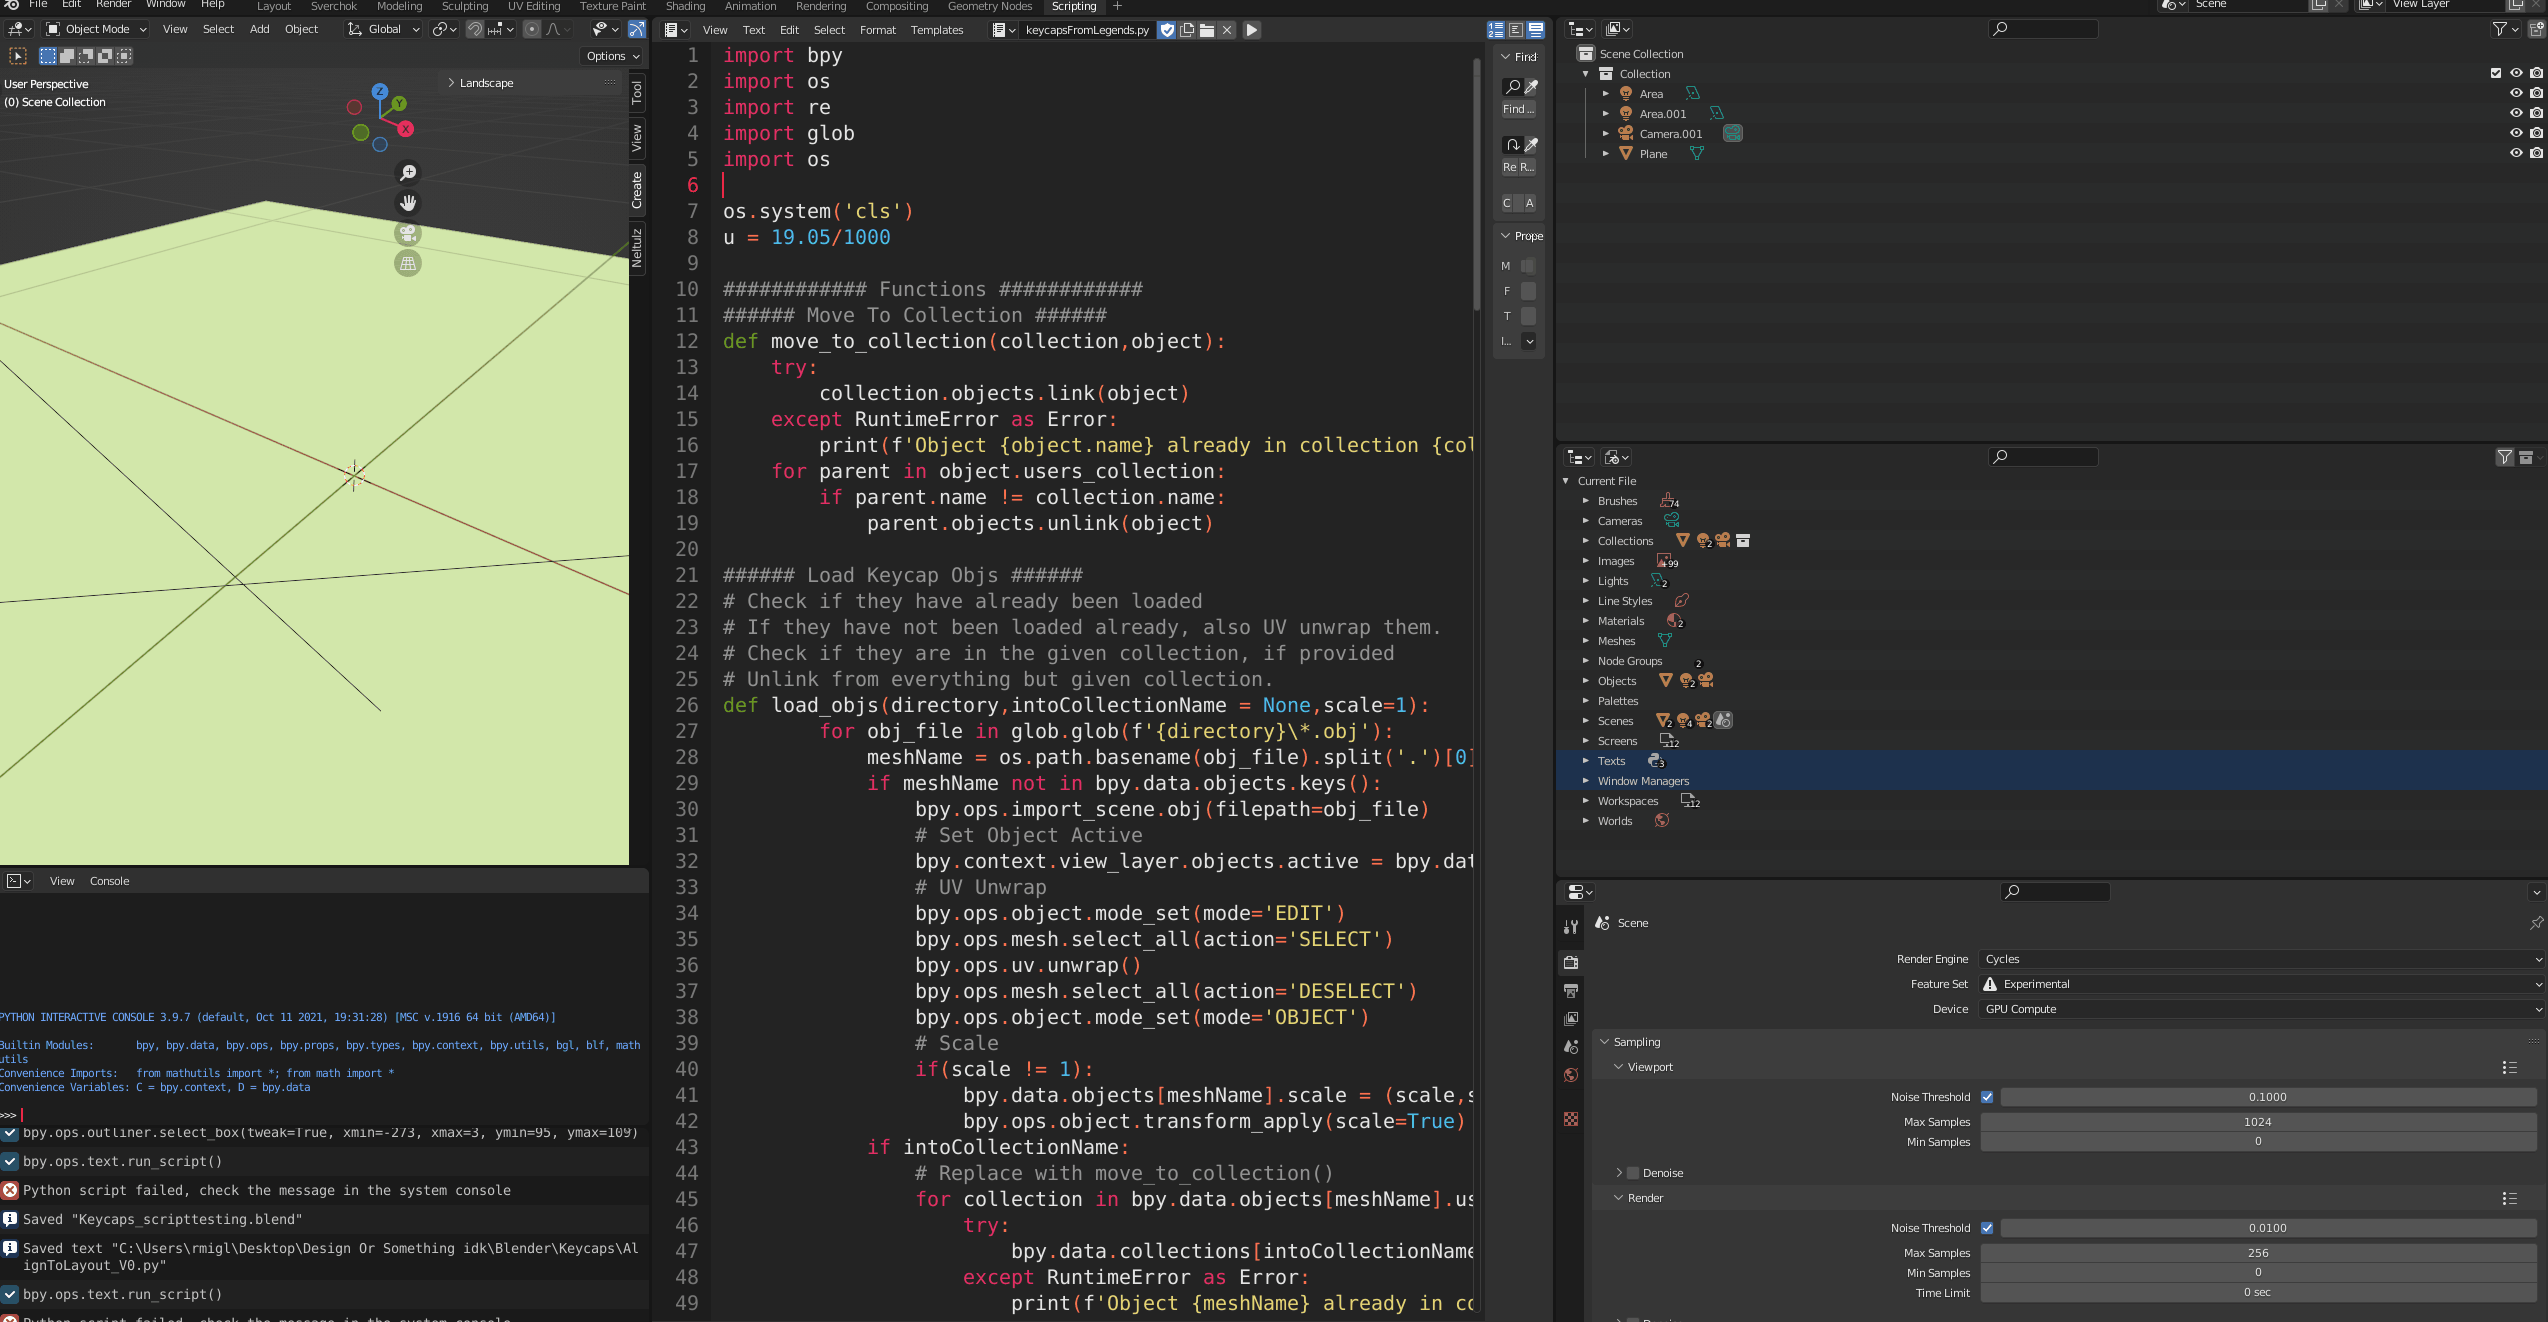 File Edit Render Window Help Layout Sverchok Modeling Sculpting UV Editing Texture Paint Shading Animation Compositing Rendering Geometry Nodes Scripting + Scene View Layer
Object Mode View Select Add Object Global
Options
User Perspective
(0) Scene Collection
Landscape
Z
Y
X
Tool
View
Create
Neltulz
View Text Edit Select Format Templates keycapsFromLegends.py
1 import bpy
2 import os
3 import re
4 import glob
5 import os
6
7 os.system('cls')
8 u = 19.05/1000
9
10 ############ Functions ############
11 ###### Move To Collection ######
12 def move_to_collection(collection,object):
13 try:
14 collection.objects.link(object)
15 except RuntimeError as Error:
16 print(f'Object {object.name} already in collection {col
17 for parent in object.users_collection:
18 if parent.name != collection.name:
19 parent.objects.unlink(object)
20
21 ###### Load Keycap Objs ######
22 # Check if they have already been loaded
23 # If they have not been loaded already, also UV unwrap them.
24 # Check if they are in the given collection, if provided
25 # Unlink from everything but given collection.
26 def load_objs(directory,intoCollectionName = None,scale=1):
27 for obj_file in glob.glob(f'{directory}\*.obj'):
28 meshName = os.path.basename(obj_file).split('.')[0]
29 if meshName not in bpy.data.objects.keys():
30 bpy.ops.import_scene.obj(filepath=obj_file)
31 # Set Object Active
32 bpy.context.view_layer.objects.active = bpy.dat
33 # UV Unwrap
34 bpy.ops.object.mode_set(mode='EDIT')
35 bpy.ops.mesh.select_all(action='SELECT')
36 bpy.ops.uv.unwrap()
37 bpy.ops.mesh.select_all(action='DESELECT')
38 bpy.ops.object.mode_set(mode='OBJECT')
39 # Scale
40 if(scale != 1):
41 bpy.data.objects[meshName].scale = (scale,s
42 bpy.ops.object.transform_apply(scale=True)
43 if intoCollectionName:
44 # Replace with move_to_collection()
45 for collection in bpy.data.objects[meshName].us
46 try:
47 bpy.data.collections[intoCollectionName
48 except RuntimeError as Error:
49 print(f'Object {meshName} already in co
Find
Find ...
Re R...
C A
Prope
M
F
T
I...
View Console
PYTHON INTERACTIVE CONSOLE 3.9.7 (default, Oct 11 2021, 19:31:28) [MSC v.1916 64 bit (AMD64)]
Builtin Modules: bpy, bpy.data, bpy.ops, bpy.props, bpy.types, bpy.context, bpy.utils, bgl, blf, math
utils
Convenience Imports: from mathutils import *; from math import *
Convenience Variables: C = bpy.context, D = bpy.data
>>>
bpy.ops.outliner.select_box(tweak=True, xmin=-273, xmax=3, ymin=95, ymax=109)
bpy.ops.text.run_script()
Python script failed, check the message in the system console
Saved "Keycaps_scripttesting.blend"
Saved text "C:\Users\rmigl\Desktop\Design Or Something idk\Blender\Keycaps\Al
ignToLayout_V0.py"
bpy.ops.text.run_script()
Python script failed, check the message in the system console
Scene Collection
Collection
Area
Area.001
Camera.001
Plane
Current File
Brushes 74
Cameras
Collections 2
Images +99
Lights 2
Line Styles
Materials 2
Meshes
Node Groups 2
Objects 2
Palettes
Scenes 2 4 2
Screens 12
Texts 3
Window Managers
Workspaces 12
Worlds
Scene
Render Engine Cycles
Feature Set Experimental
Device GPU Compute
Sampling
Viewport
Noise Threshold 0.1000
Max Samples 1024
Min Samples 0
Denoise
Render
Noise Threshold 0.0100
Max Samples 256
Min Samples 0
Time Limit 0 sec